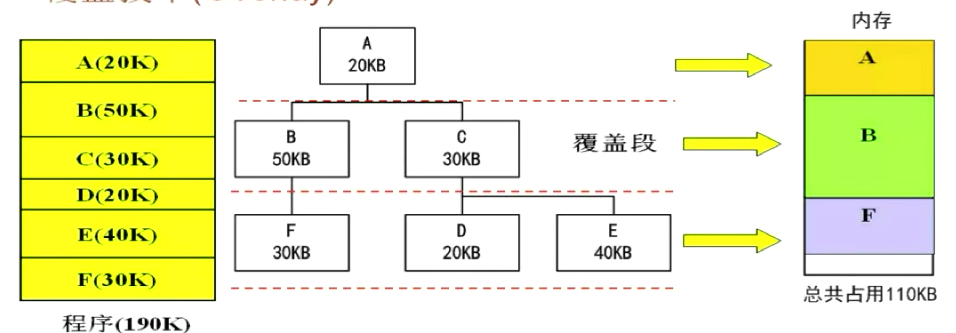 A(20K)
B(50K)
C(30K)
D(20K)
E(40K)
F(30K)
程序(190K)
A
20KB
B
50KB
C
30KB
F
30KB
D
20KB
E
40KB
覆盖段
内存
A
B
F
总共占用110KB